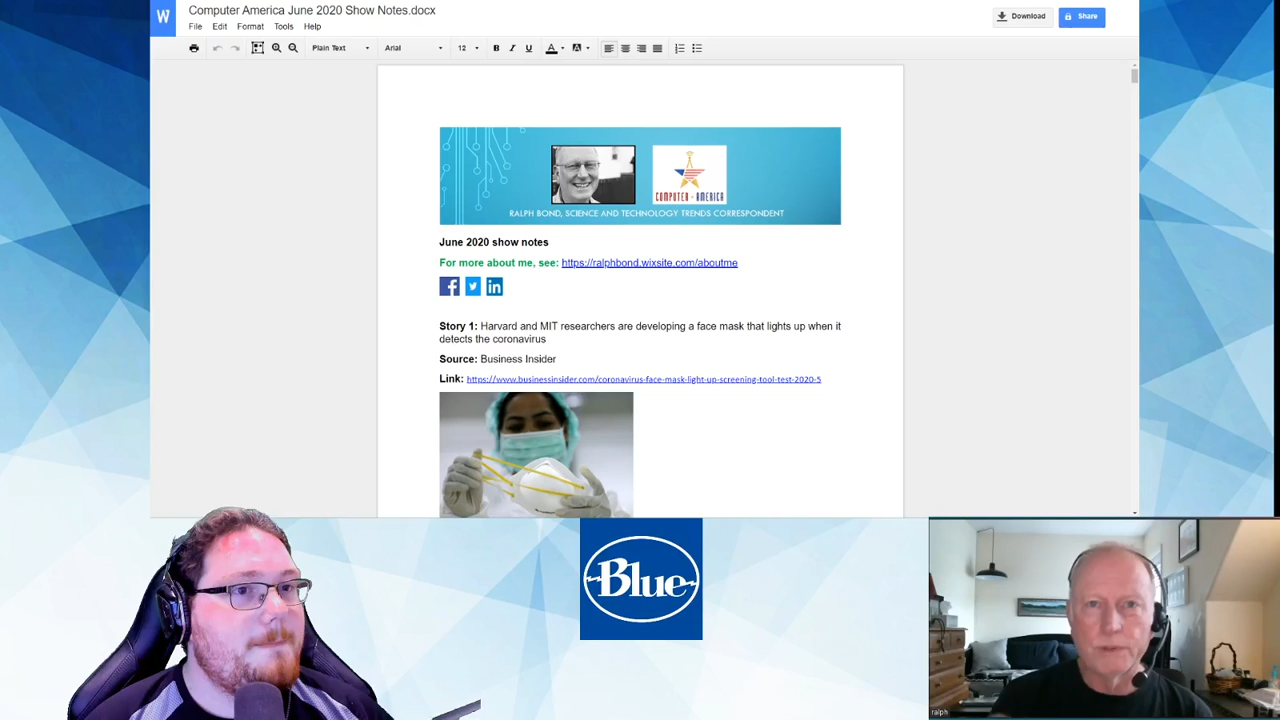 Computer America June 2020 Show Notes.docx
File Edit Format Tools Help
Download
Share
Plain Text
Arial
12
B I U A A
COMPUTER AMERICA
RALPH BOND, SCIENCE AND TECHNOLOGY TRENDS CORRESPONDENT
June 2020 show notes
For more about me, see: https://ralphbond.wixsite.com/aboutme
Story 1: Harvard and MIT researchers are developing a face mask that lights up when it
detects the coronavirus
Source: Business Insider
Link: https://www.businessinsider.com/coronavirus-face-mask-light-up-screening-tool-test-2020-5
Blue
ralph